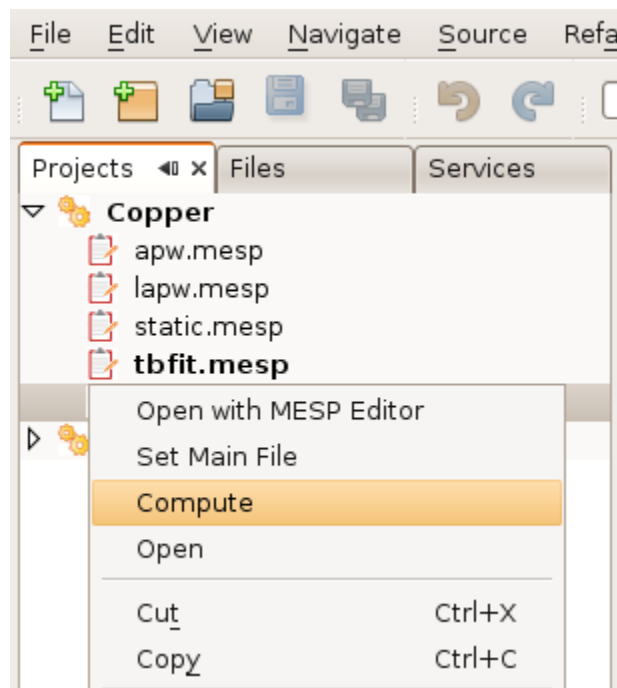 File Edit View Navigate Source Refa
Projects Files Services
Copper
apw.mesp
lapw.mesp
static.mesp
tbfit.mesp
Open with MESP Editor
Set Main File
Compute
Open
Cut Ctrl+X
Copy Ctrl+C